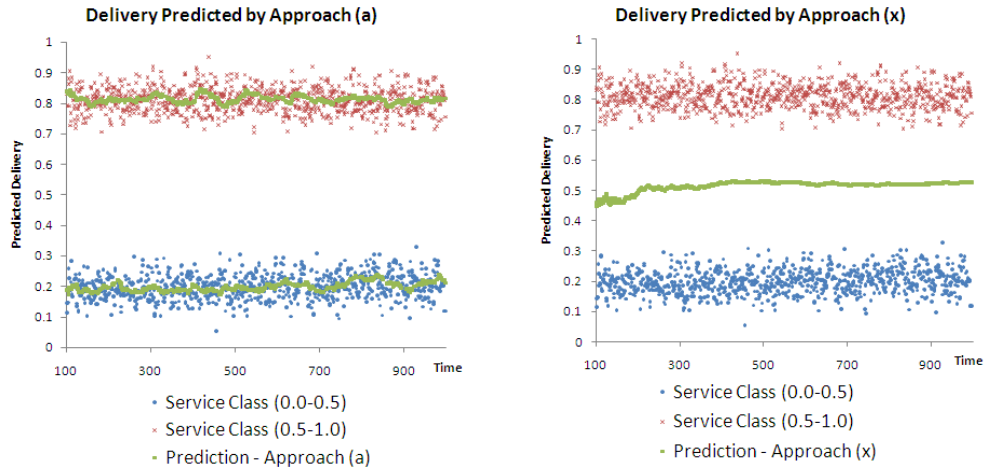 Delivery Predicted by Approach (a)
1
0.9
0.8
0.7
0.6
0.5
0.4
0.3
0.2
0.1
0
Predicted Delivery
100
300
500
700
900
Time
Service Class (0.0-0.5)
Service Class (0.5-1.0)
Prediction - Approach (a)
Delivery Predicted by Approach (x)
1
0.9
0.8
0.7
0.6
0.5
0.4
0.3
0.2
0.1
0
Predicted Delivery
100
300
500
700
900
Time
Service Class (0.0-0.5)
Service Class (0.5-1.0)
Prediction - Approach (x)